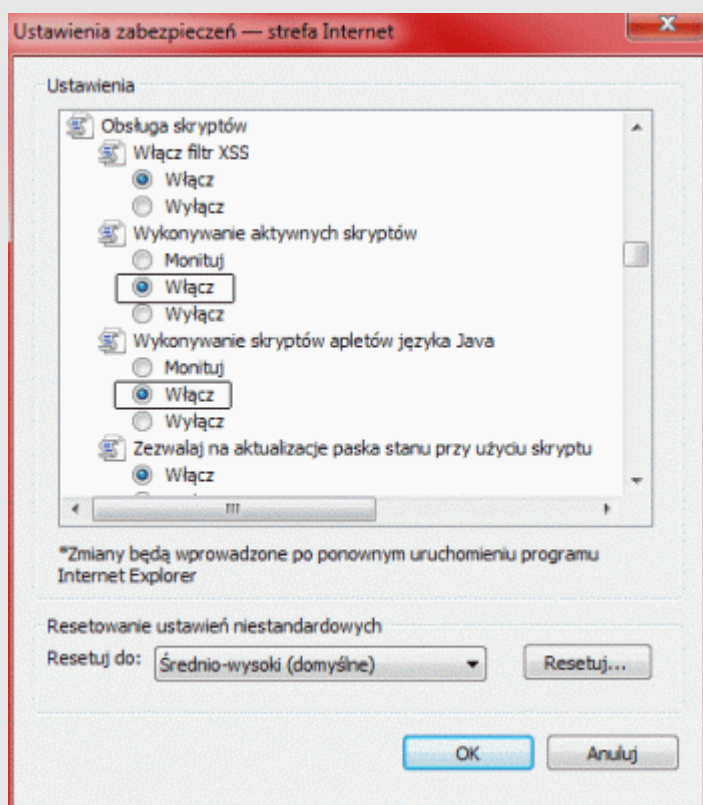 Ustawienia zabezpieczeń — strefa Internet
Ustawienia
Obsługa skryptów
Włącz filtr XSS
Włącz
Wyłącz
Wykonywanie aktywnych skryptów
Monituj
Włącz
Wyłącz
Wykonywanie skryptów apletów języka Java
Monituj
Włącz
Wyłącz
Zezwalaj na aktualizacje paska stanu przy użyciu skryptu
Włącz
*Zmiany będą wprowadzone po ponownym uruchomieniu programu
Internet Explorer
Resetowanie ustawień niestandardowych
Resetuj do: Średnio-wysoki (domyślne) Resetuj...
OK Anuluj